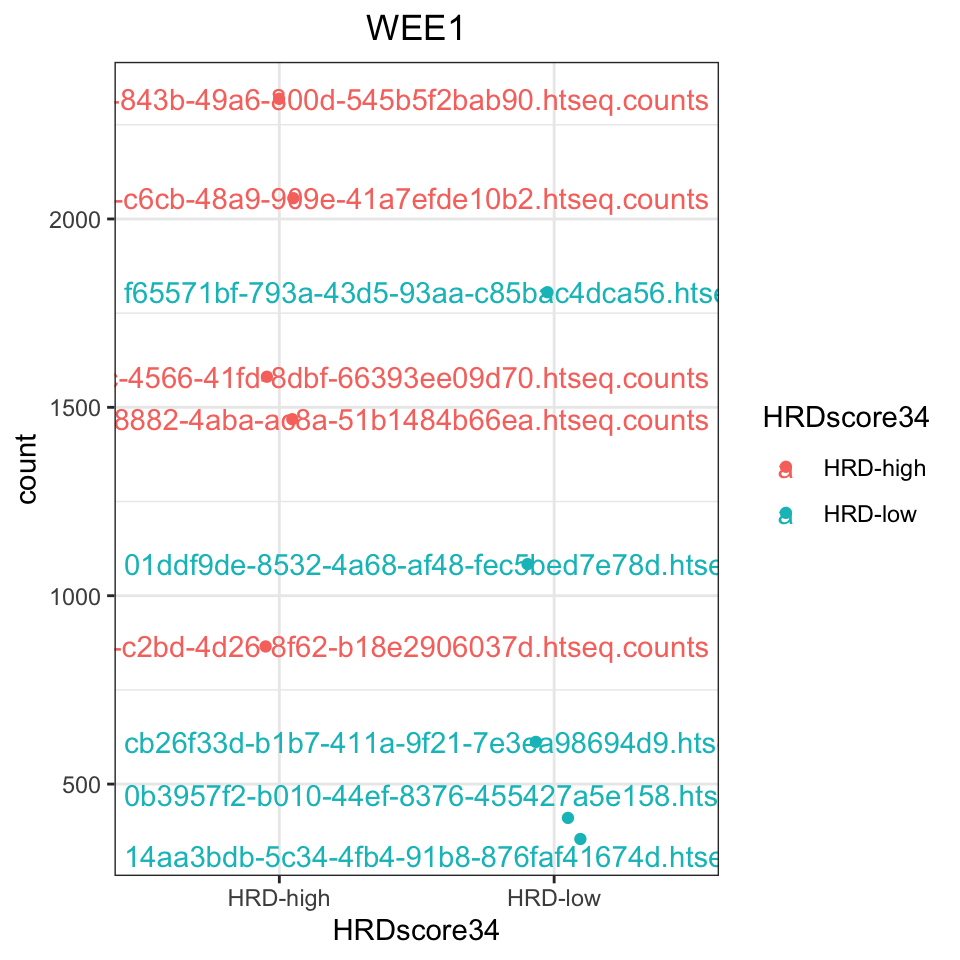 WEE1
-843b-49a6-800d-545b5f2bab90.htseq.counts
-c6cb-48a9-909e-41a7efde10b2.htseq.counts
2000
f65571bf-793a-43d5-93aa-c85bac4dca56.htse
-4566-41fd-8dbf-66393ee09d70.htseq.counts
1500
8882-4aba-ac8a-51b1484b66ea.htseq.counts
HRDscore34
count
a HRD-high
a HRD-low
01ddf9de-8532-4a68-af48-fec5bed7e78d.htse
1000
-c2bd-4d26-8f62-b18e2906037d.htseq.counts
cb26f33d-b1b7-411a-9f21-7e3ea98694d9.hts
500
0b3957f2-b010-44ef-8376-455427a5e158.hts
14aa3bdb-5c34-4fb4-91b8-876faf41674d.htse
HRD-high HRD-low
HRDscore34